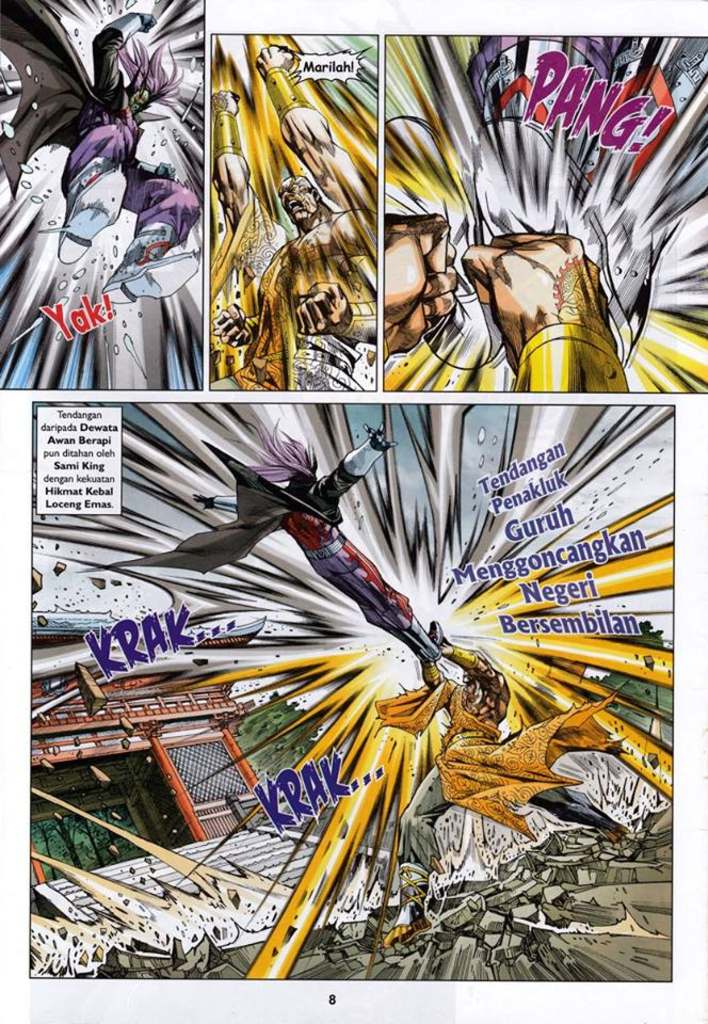 Yak!
Marilah!
PANG!
Tendangan
daripada Dewata
Awan Berapi
pun ditahan oleh
Sami King
dengan kekuatan
Hikmat Kebal
Loceng Emas.
Tendangan
Penakluk
Guruh
Menggoncangkan
Negeri
Bersembilan
KRAK...
KRAK...
8